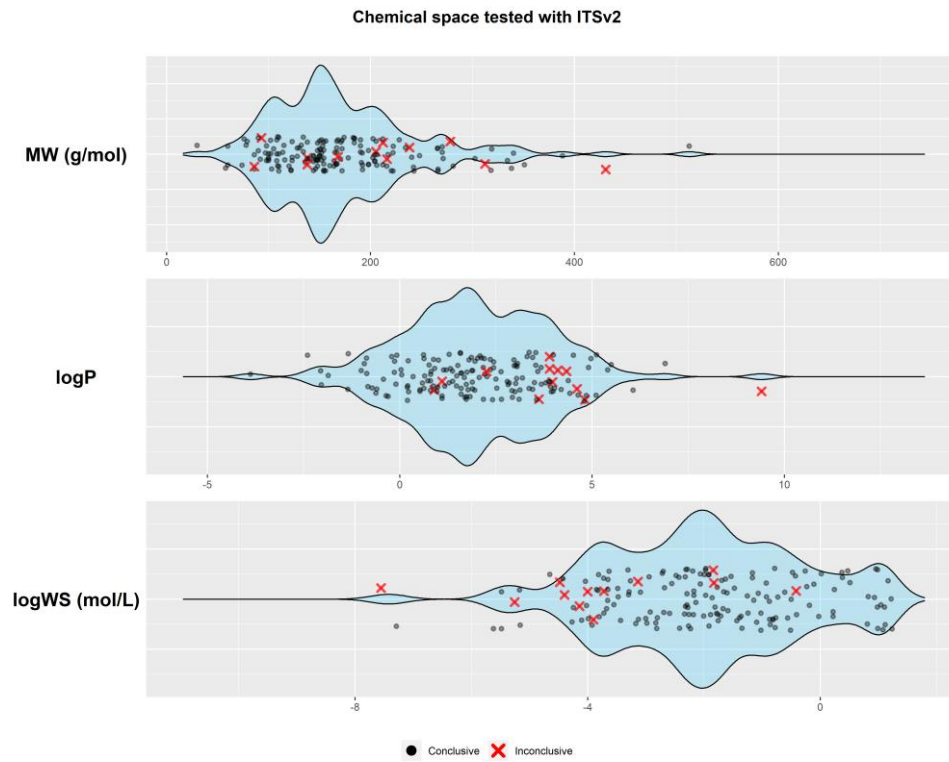 Chemical space tested with ITSv2
MW (g/mol)
0 200 400 600
logP
-5 0 5 10
logWS (mol/L)
-8 -4 0
Conclusive Inconclusive